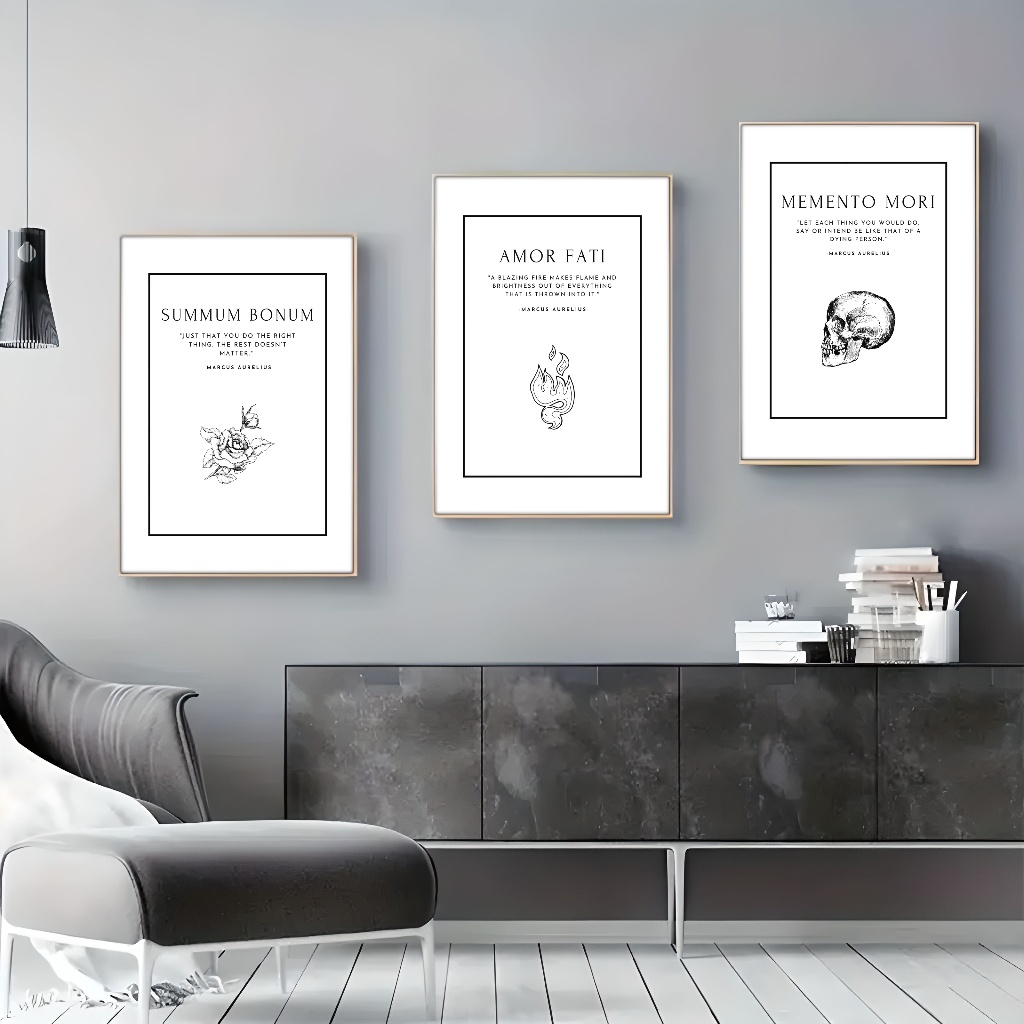 SUMMUM BONUM
"JUST THAT YOU DO THE RIGHT
THING. THE REST DOESN'T
MATTER."
-MARCUS AURELIUS
AMOR FATI
"A BLAZING FIRE MAKES FLAME AND
BRIGHTNESS OUT OF EVERYTHING
THAT IS THROWN INTO IT."
-MARCUS AURELIUS
MEMENTO MORI
"LET EACH THING YOU WOULD DO,
SAY OR INTEND BE LIKE THAT OF A
DYING PERSON."
-MARCUS AURELIUS